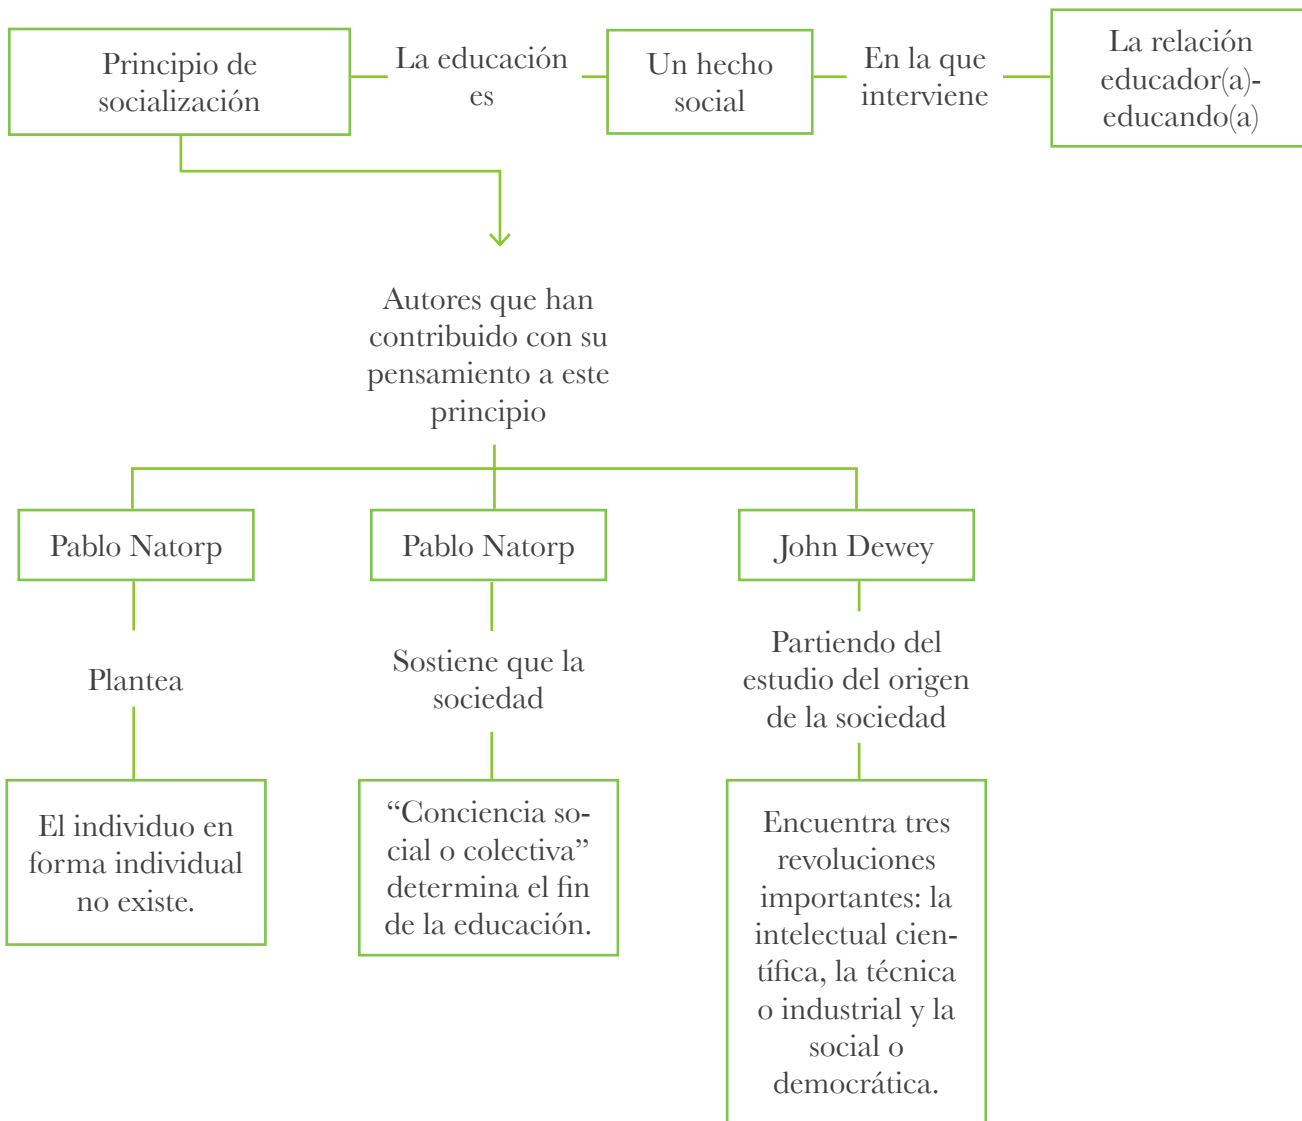 Principio de
socialización
La educación
es
Un hecho
social
En la que
interviene
La relación
educador(a)-
educando(a)
Autores que han
contribuido con su
pensamiento a este
principio
Pablo Natorp
Plantea
El individuo en
forma individual
no existe.
Pablo Natorp
Sostiene que la
sociedad
“Conciencia so-
cial o colectiva”
determina el fin
de la educación.
John Dewey
Partiendo del
estudio del origen
de la sociedad
Encuentra tres
revoluciones
importantes: la
intelectual cien-
tífica, la técnica
o industrial y la
social o
democrática.